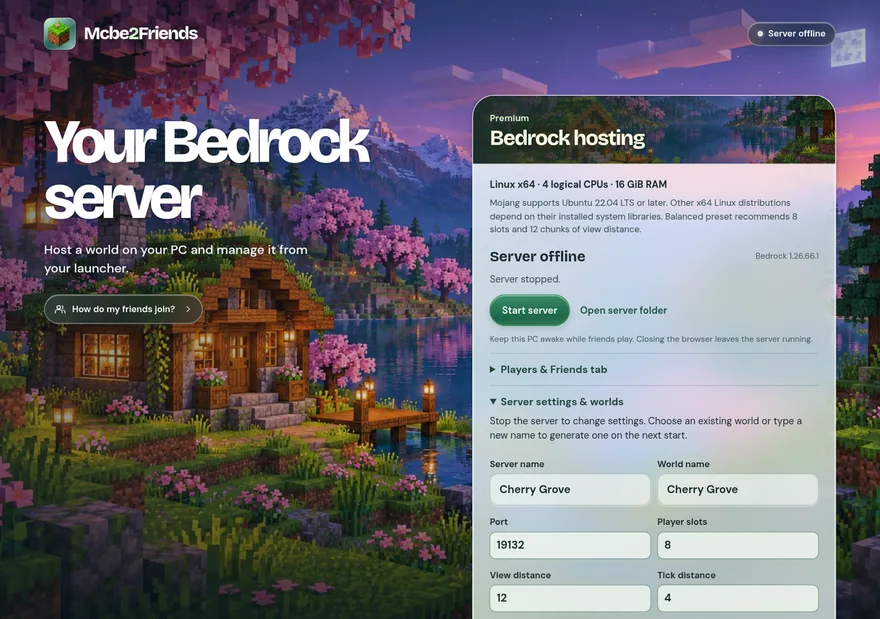 Mcbe2Friends
Server offline
Your Bedrock
server
Host a world on your PC and manage it from
your launcher.
How do my friends join?
Premium
Bedrock hosting
Linux x64 · 4 logical CPUs · 16 GiB RAM
Mojang supports Ubuntu 22.04 LTS or later. Other x64 Linux distributions
depend on their installed system libraries. Balanced preset recommends 8
slots and 12 chunks of view distance.
Server offline
Bedrock 1.26.66.1
Server stopped.
Start server
Open server folder
Keep this PC awake while friends play. Closing the browser leaves the server running.
Players & Friends tab
Server settings & worlds
Stop the server to change settings. Choose an existing world or type a
new name to generate one on the next start.
Server name
World name
Cherry Grove
Cherry Grove
Port
Player slots
19132
8
View distance
Tick distance
12
4